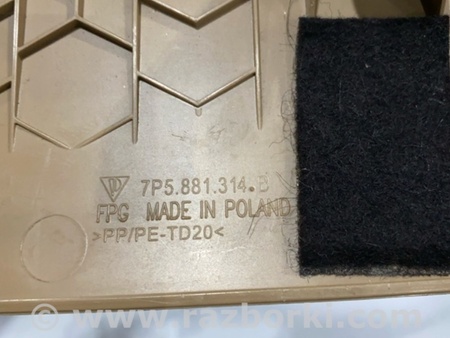 7P5.881.314.B
FPG MADE IN POLAND
>PP/PE-TD20<
www.razborki.com